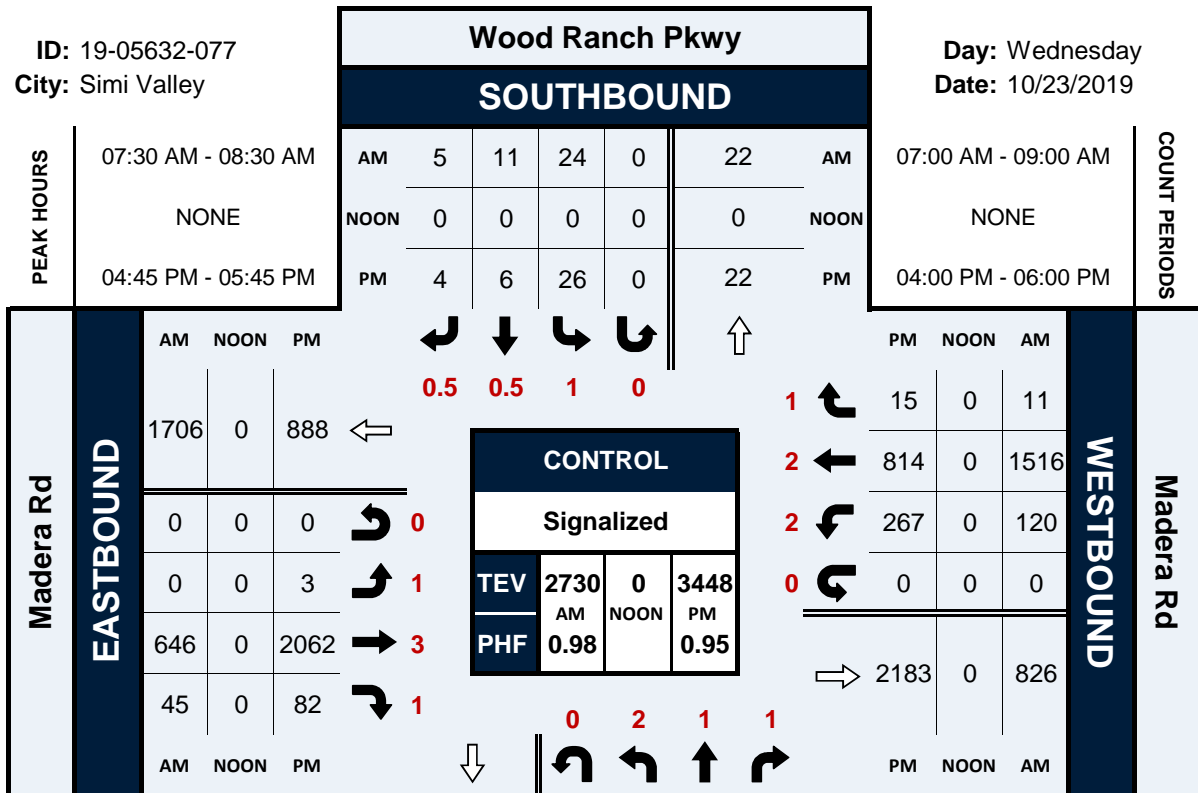 ID: 19-05632-077
City: Simi Valley
Wood Ranch Pkwy
SOUTHBOUND
Day: Wednesday
Date: 10/23/2019
PEAK HOURS
07:30 AM - 08:30 AM
NONE
04:45 PM - 05:45 PM
AM 5 11 24 0 22 AM
NOON 0 0 0 0 0 NOON
PM 4 6 26 0 22 PM
07:00 AM - 09:00 AM
NONE
04:00 PM - 06:00 PM
COUNT PERIODS
0.5 0.5 1 0
Madera Rd
EASTBOUND
AM NOON PM
1706 0 888
0 0 0 0
0 0 3 1
646 0 2062 3
45 0 82 1
AM NOON PM
CONTROL
Signalized
TEV 2730 0 3448
AM NOON PM
PHF 0.98 0.95
PM NOON AM
1 15 0 11
2 814 0 1516
2 267 0 120
0 0 0 0
2183 0 826
PM NOON AM
WESTBOUND
Madera Rd
0 2 1 1